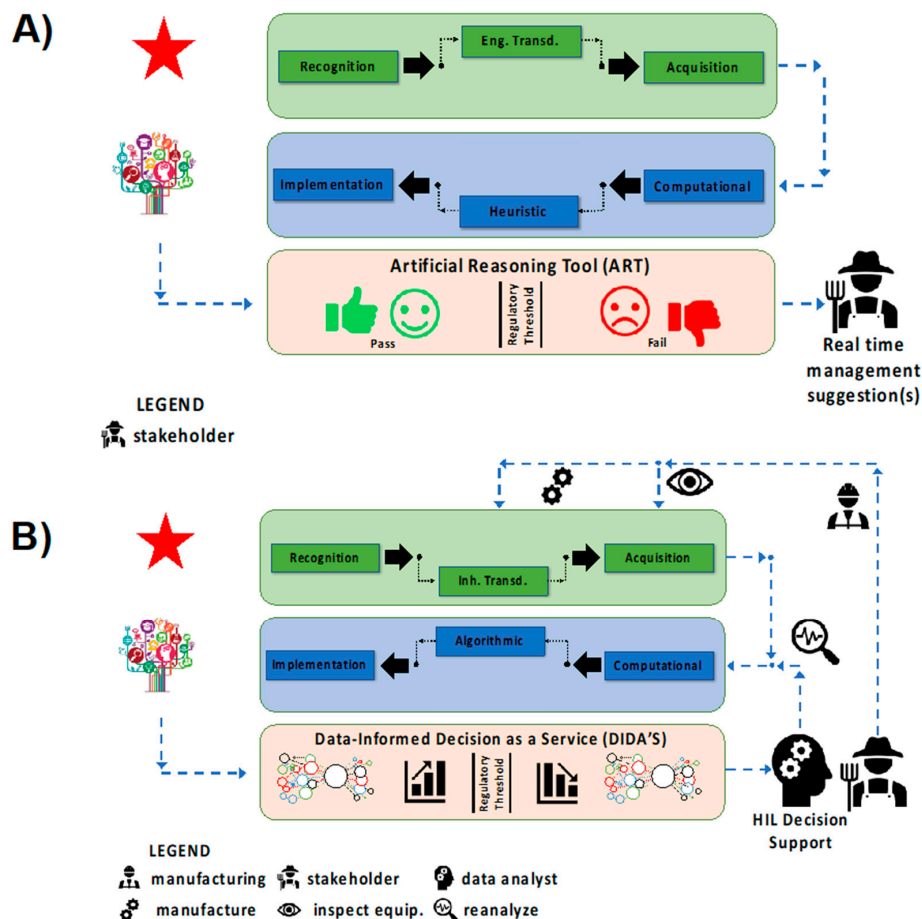 A)
Eng. Transd.
Recognition
Acquisition
Implementation
Computational
Heuristic
Artificial Reasoning Tool (ART)
Regulatory
Threshold
Pass
Fail
Real time
management
suggestion(s)
LEGEND
stakeholder
B)
Recognition
Acquisition
Inh. Transd.
Algorithmic
Implementation
Computational
Data-Informed Decision as a Service (DIDA'S)
Regulatory
Threshold
HIL Decision
Support
LEGEND
manufacturing
stakeholder
data analyst
manufacture
inspect equip.
reanalyze